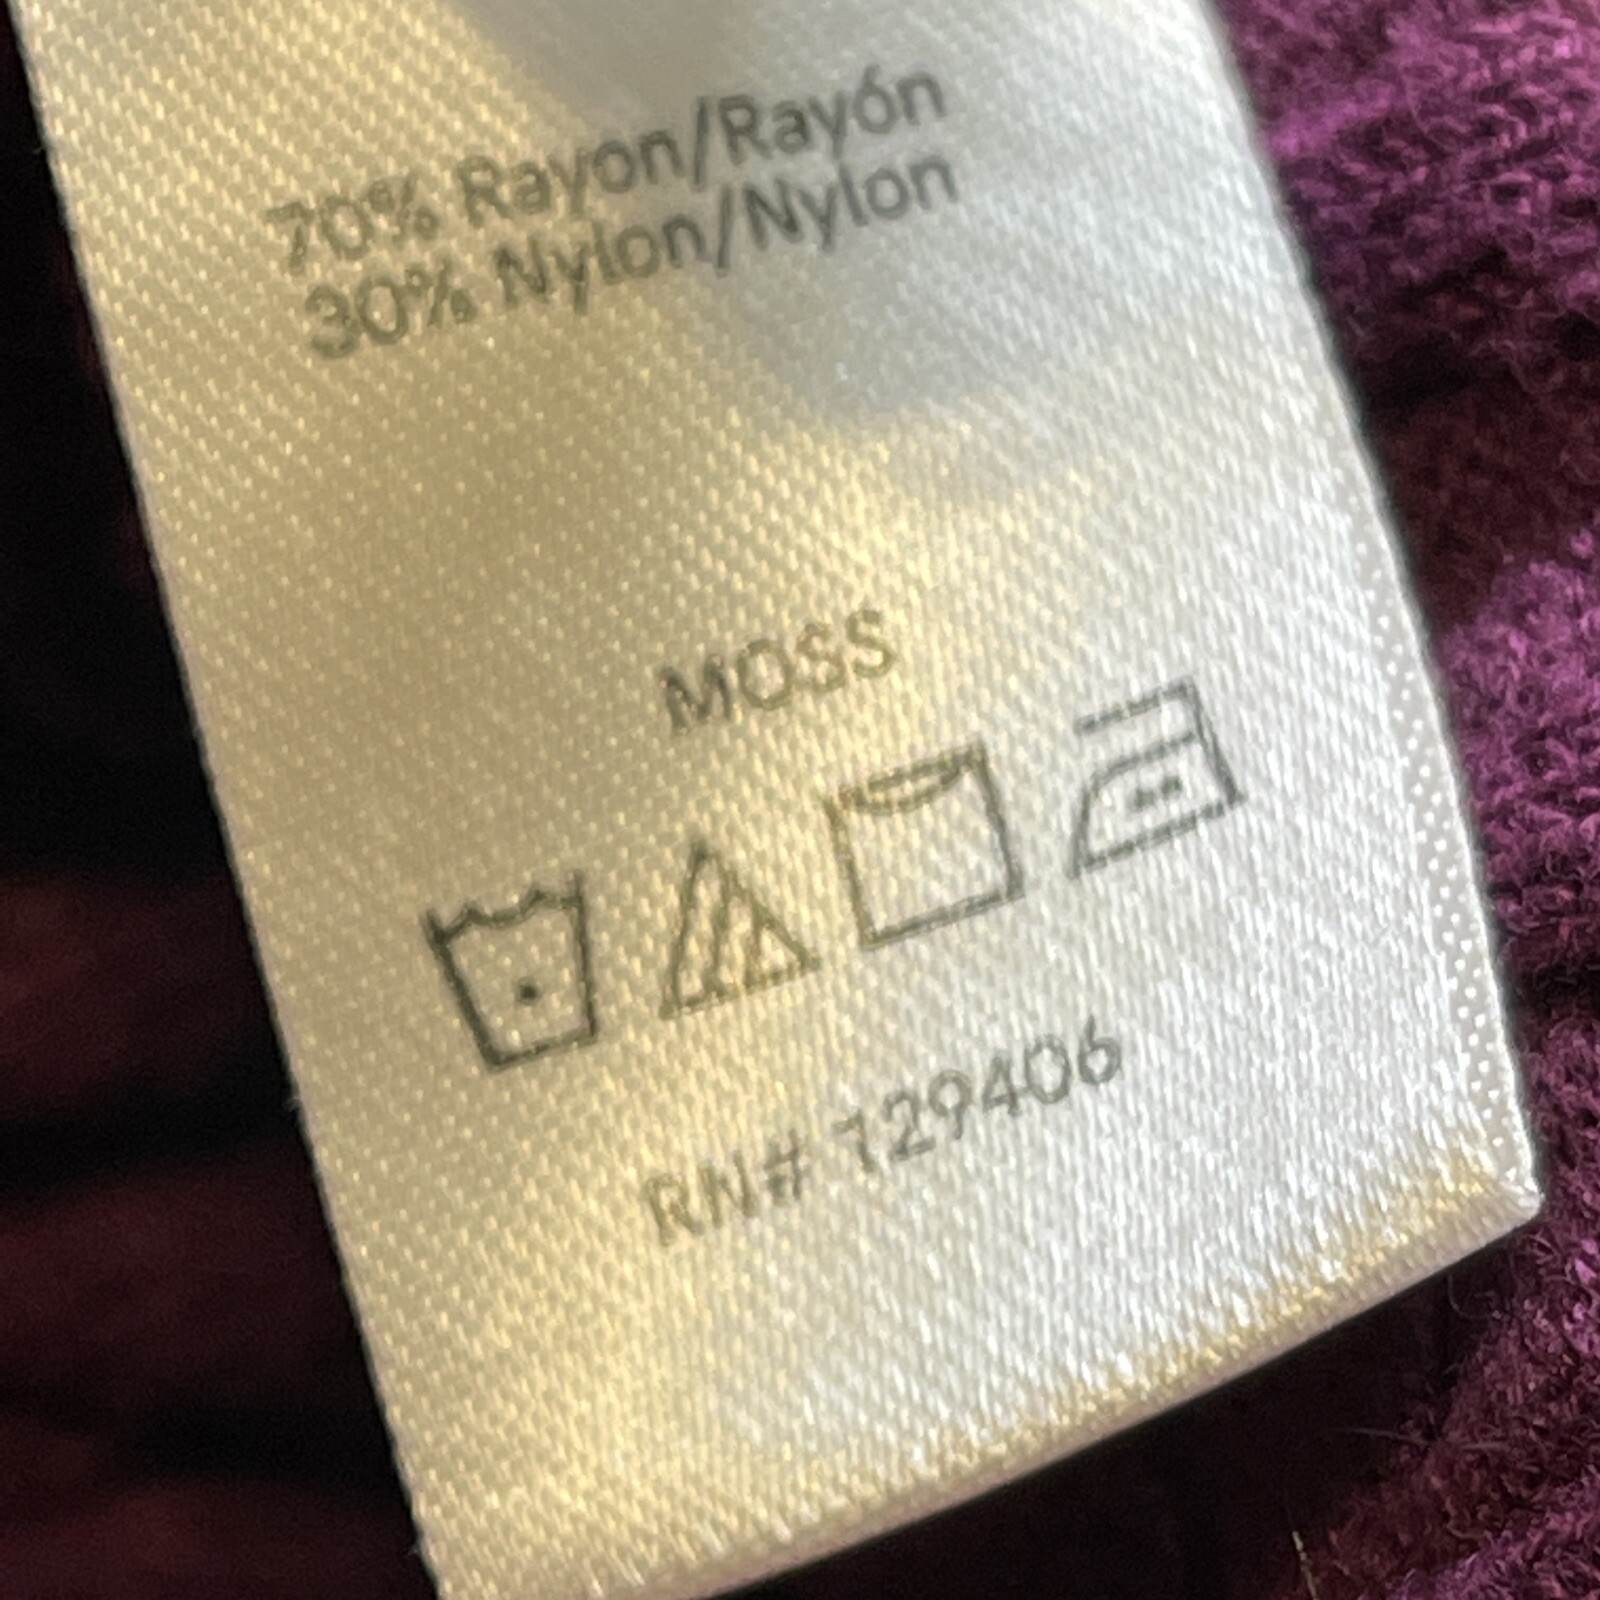 70% Rayon/Rayón
30% Nylon/Nylon
MOSS
RN# 129406